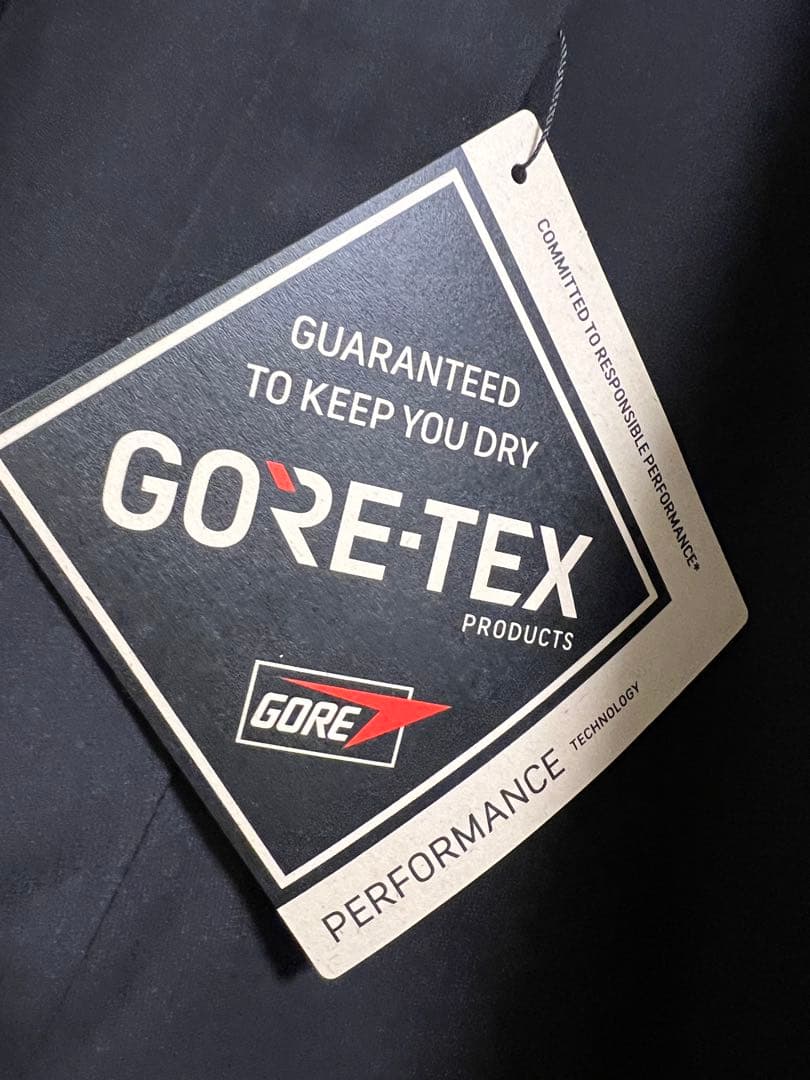 GUARANTEED
TO KEEP YOU DRY
GORE-TEX
PRODUCTS
GORE
PERFORMANCE TECHNOLOGY
COMMITTED TO RESPONSIBLE PERFORMANCE*